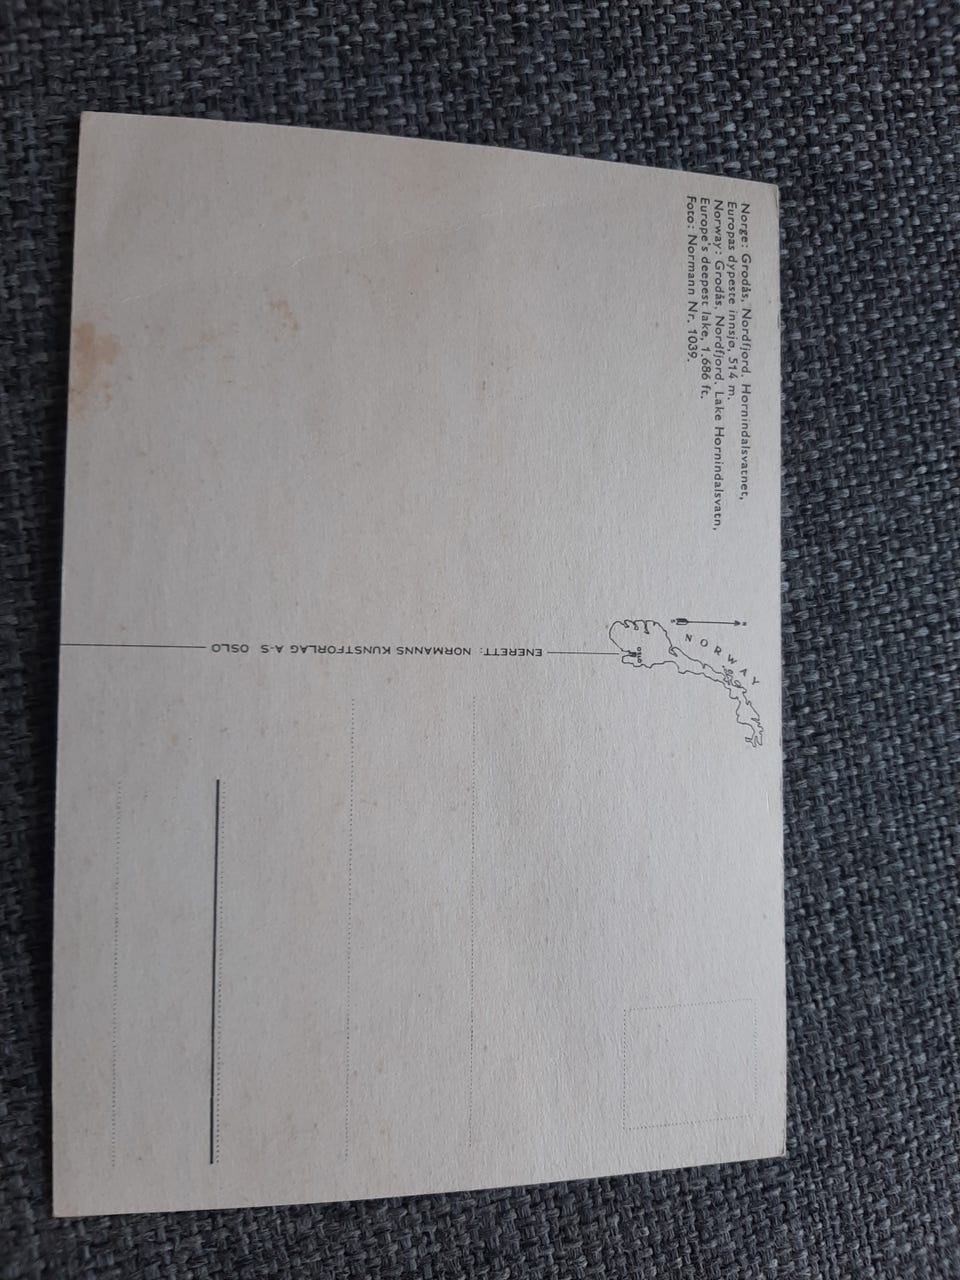 Norge: Grodås, Nordfjord. Hornindalsvatnet,
Europas dypeste innsjø, 514 m.
Norway: Grodås, Nordfjord. Lake Hornindalsvatn,
Europe's deepest lake, 1.686 ft.
Foto: Normann Nr. 1039.
N
S
NORWAY
OSLO
ENERETT: NORMANNS KUNSTFORLAG A-S OSLO